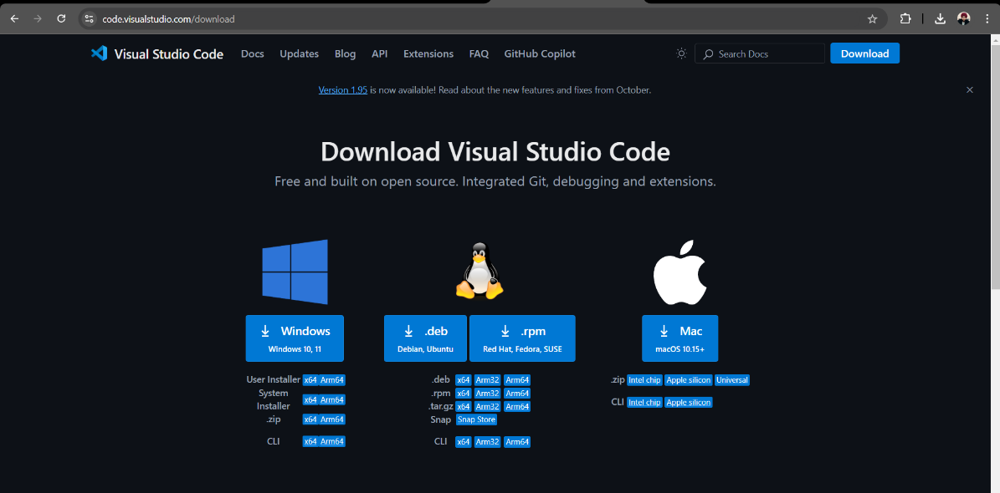 code.visualstudio.com/download
Visual Studio Code Docs Updates Blog API Extensions FAQ GitHub Copilot Search Docs Download
Version 1.95 is now available! Read about the new features and fixes from October.
Download Visual Studio Code
Free and built on open source. Integrated Git, debugging and extensions.
Windows
Windows 10, 11
User Installer x64 Arm64
System Installer x64 Arm64
.zip x64 Arm64
CLI x64 Arm64
.deb
Debian, Ubuntu
.rpm
Red Hat, Fedora, SUSE
.deb x64 Arm32 Arm64
.rpm x64 Arm32 Arm64
.tar.gz x64 Arm32 Arm64
Snap Snap Store
CLI x64 Arm32 Arm64
Mac
macOS 10.15+
.zip Intel chip Apple silicon Universal
CLI Intel chip Apple silicon